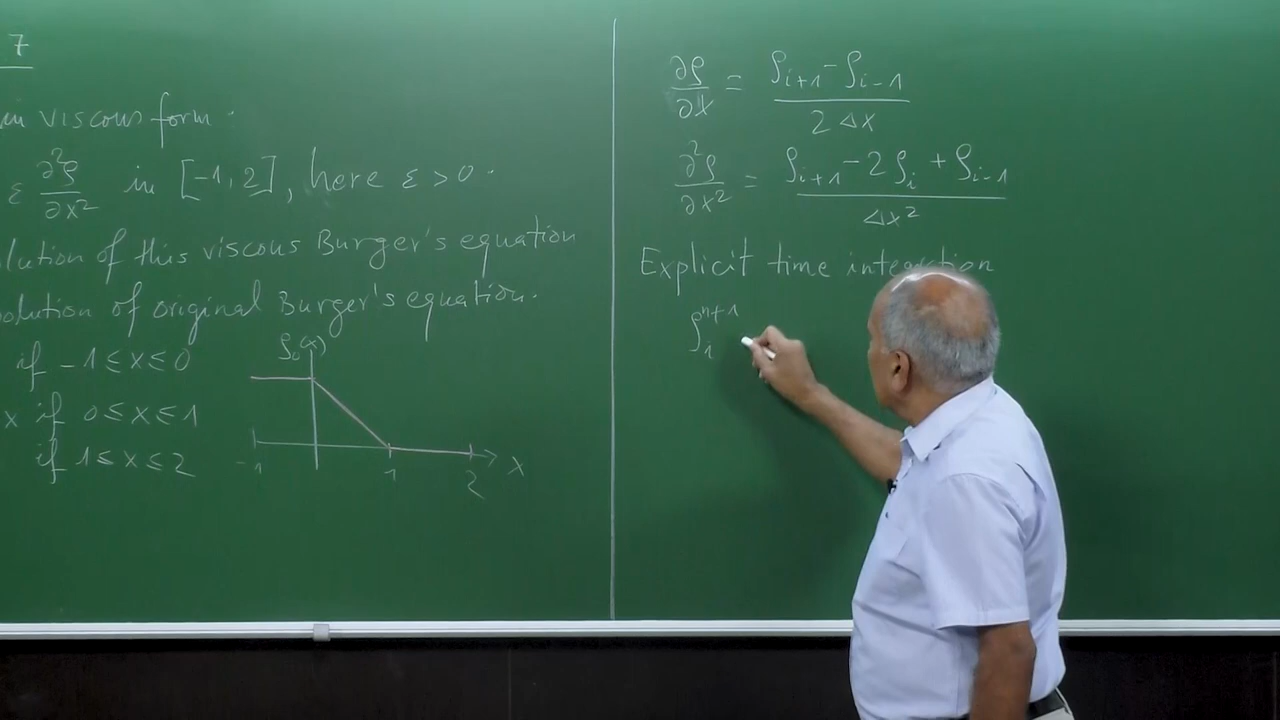 7
in viscous form.
ε ∂²ρ/∂x² in [-1,2], here ε > 0.
lution of this viscous Burger's equation
olution of original Burger's equation.
if -1 ≤ x ≤ 0
x if 0 ≤ x ≤ 1
if 1 ≤ x ≤ 2
ρ₀(x)
-1 1 2 x
∂ρ/∂x = (ρᵢ₊₁ - ρᵢ₋₁)/(2Δx)
∂²ρ/∂x² = (ρᵢ₊₁ - 2ρᵢ + ρᵢ₋₁)/Δx²
Explicit time integration
ρᵢⁿ⁺¹